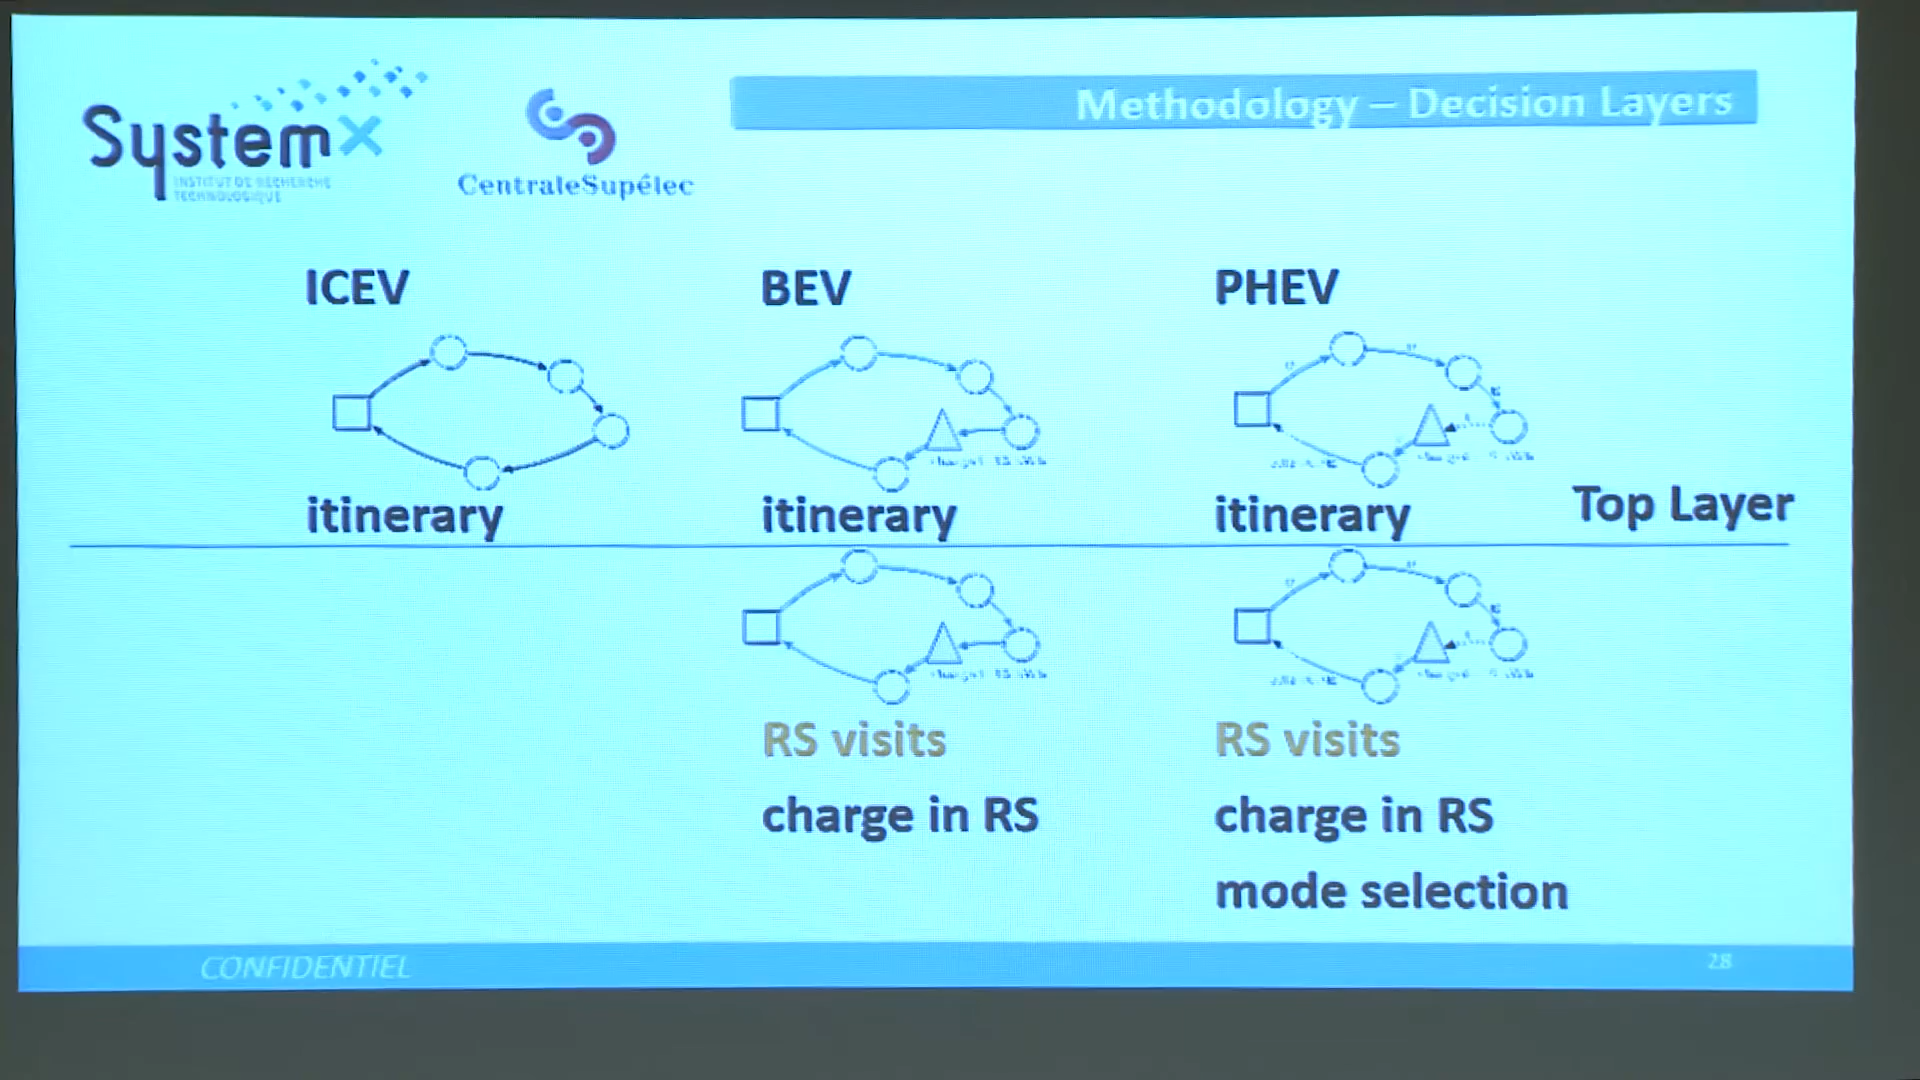 Methodology – Decision Layers
System X
INSTITUT DE RECHERCHE
TECHNOLOGIQUE
CentraleSupélec
ICEV
BEV
PHEV
itinerary
itinerary
itinerary
Top Layer
RS visits
RS visits
charge in RS
charge in RS
mode selection
CONFIDENTIEL
28